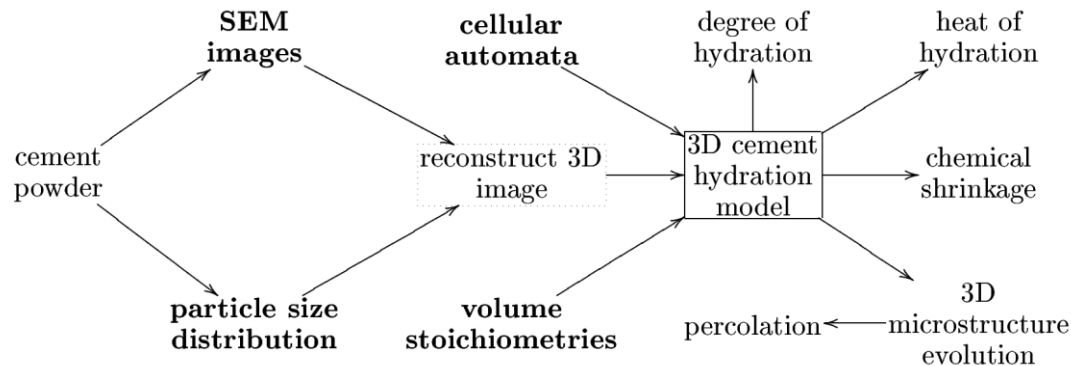 SEM
images
cellular
automata
degree of
hydration
heat of
hydration
cement
powder
reconstruct 3D
image
3D cement
hydration
model
chemical
shrinkage
particle size
distribution
volume
stoichiometries
percolation
3D
microstructure
evolution